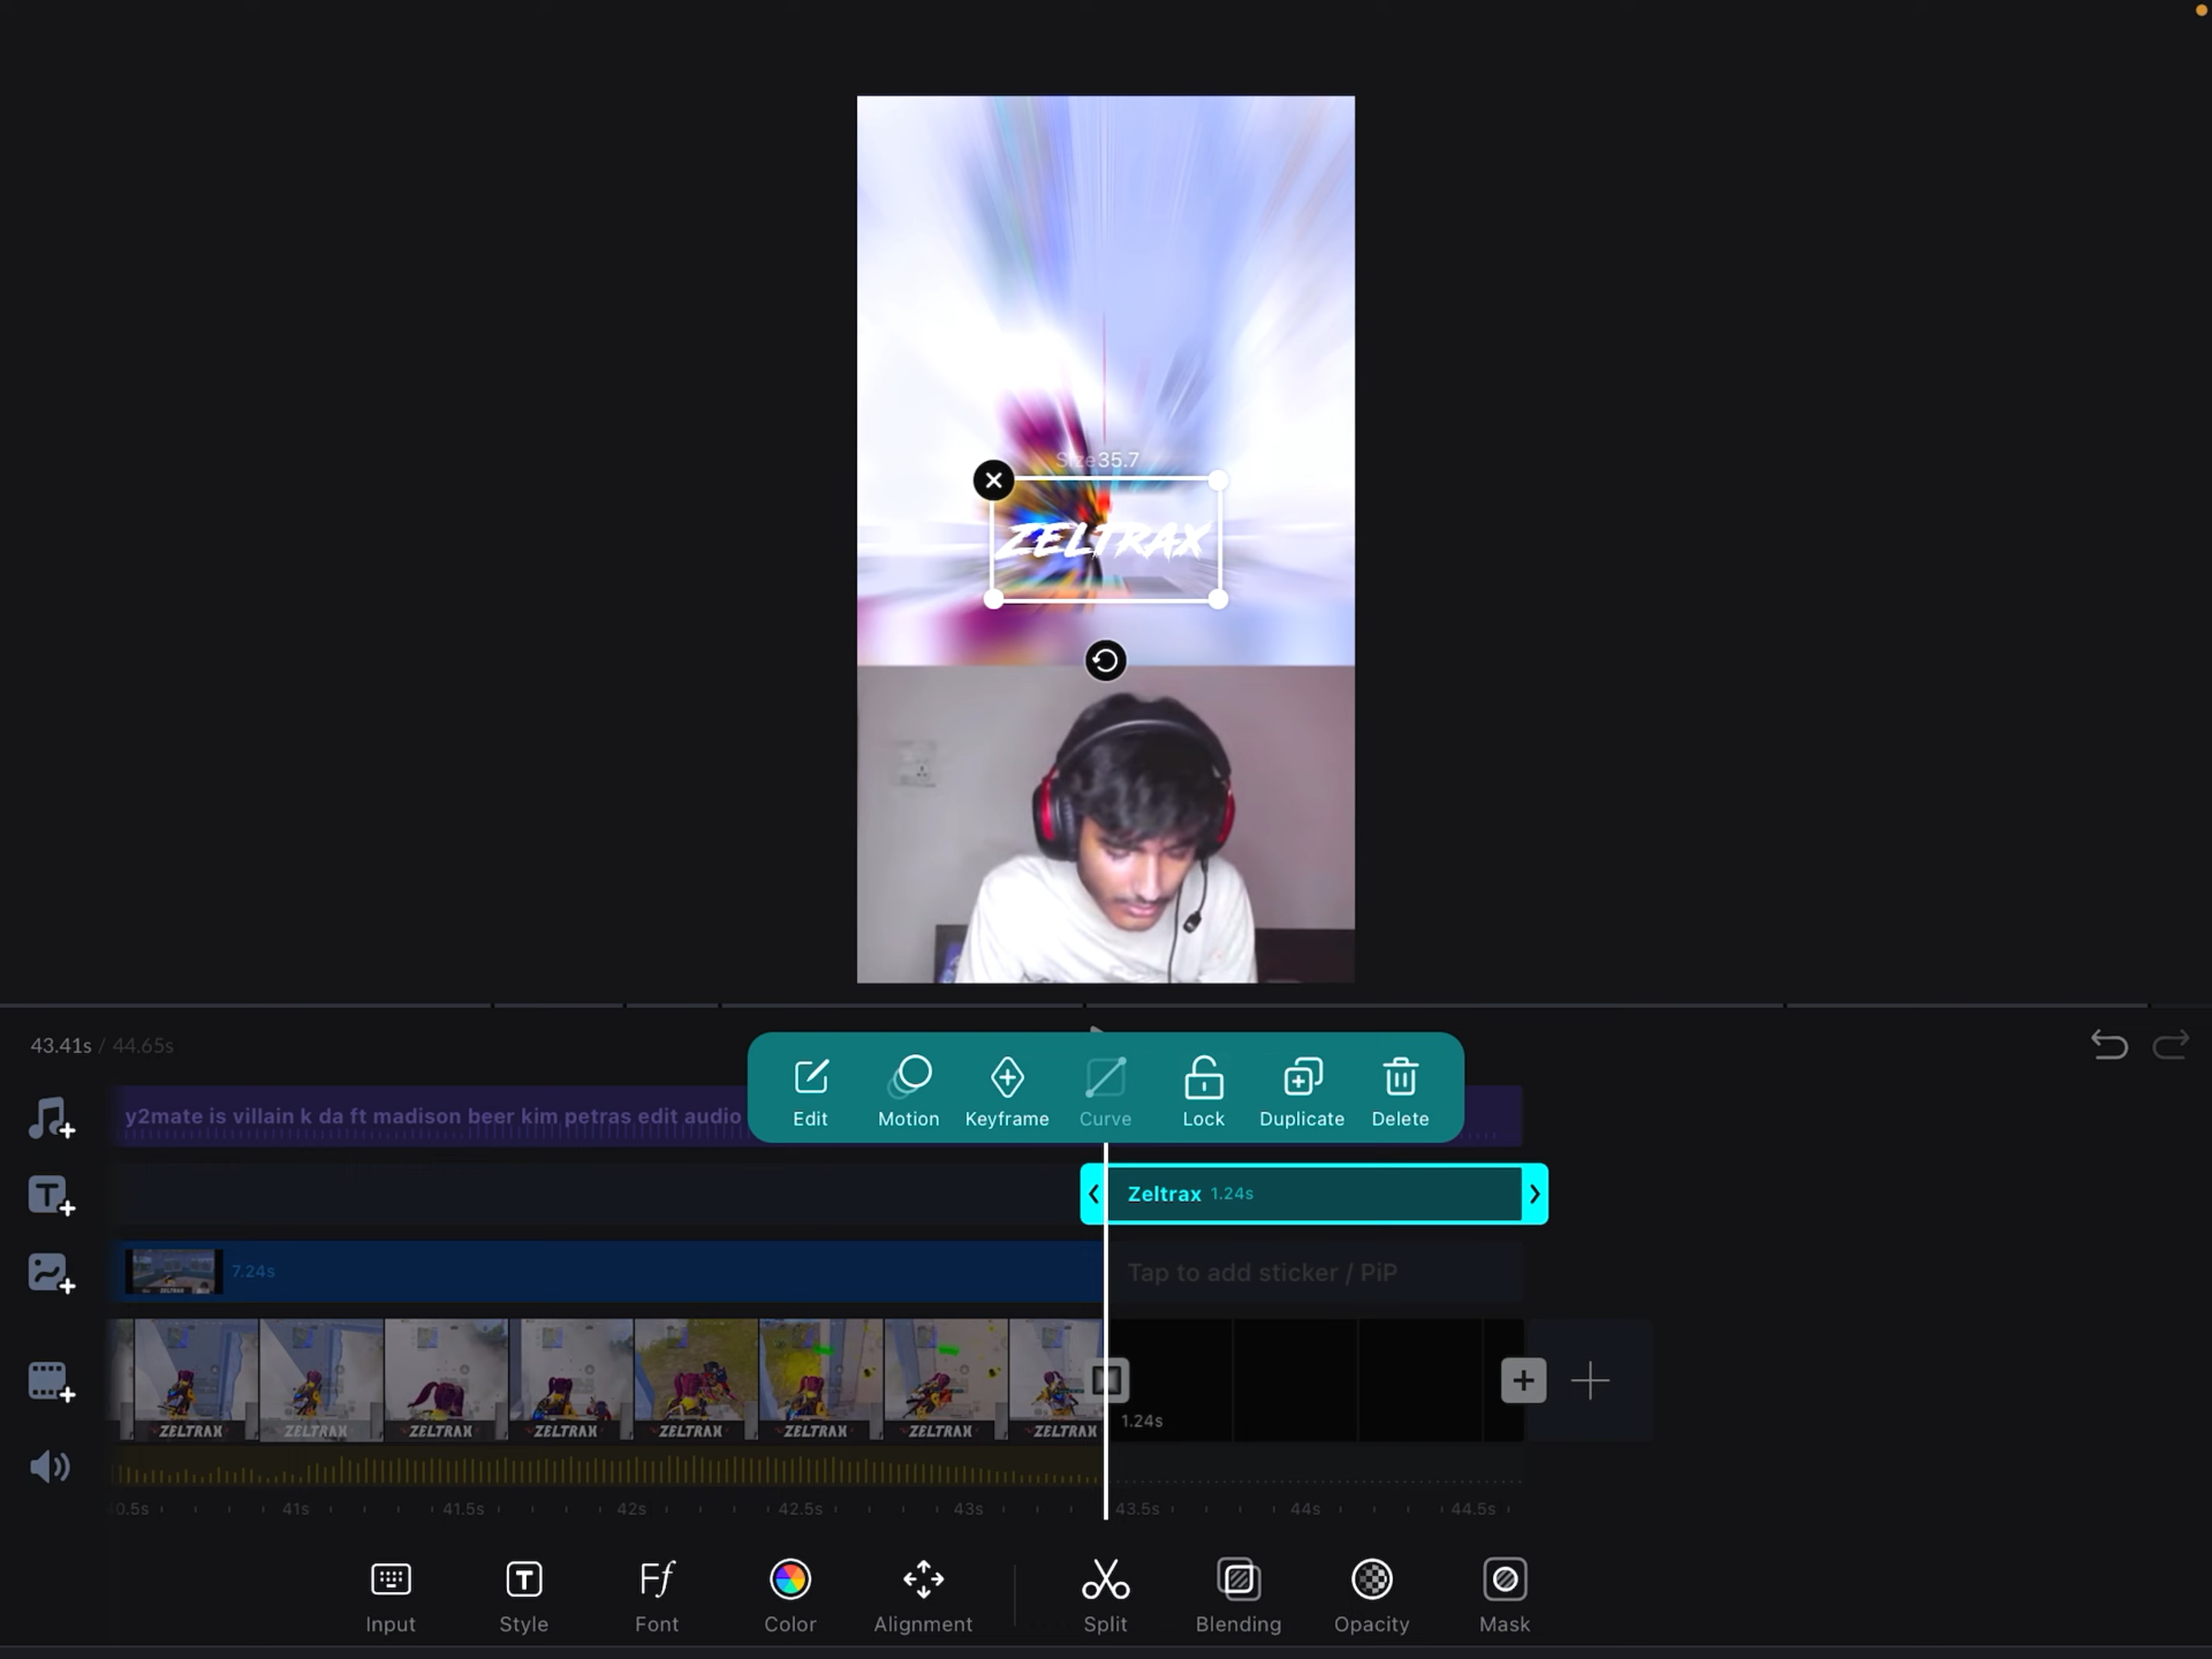 Size35.7
ZELTRAX
43.41s / 44.65s
Edit
Motion
Keyframe
Curve
Lock
Duplicate
Delete
y2mate is villain k da ft madison beer kim petras edit audio
Zeltrax 1.24s
7.24s
Tap to add sticker / PiP
ZELTRAX
ZELTRAX
ZELTRAX
ZELTRAX
ZELTRAX
ZELTRAX
ZELTRAX
ZELTRAX
1.24s
0.5s 41s 41.5s 42s 42.5s 43s 43.5s 44s 44.5s
Input
Style
Font
Color
Alignment
Split
Blending
Opacity
Mask